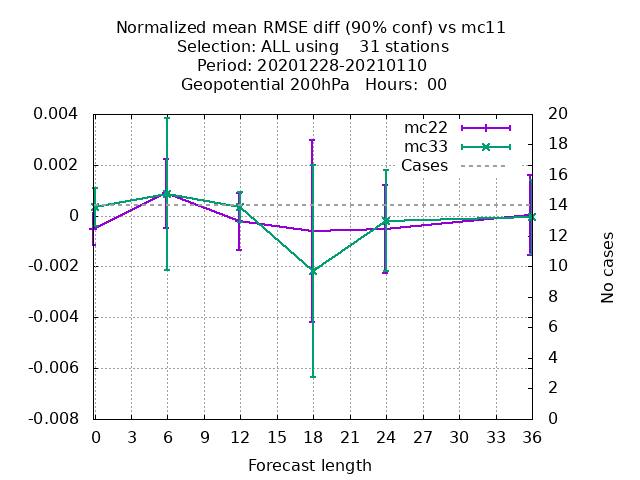 Normalized mean RMSE diff (90% conf) vs mc11
Selection: ALL using    31 stations
Period: 20201228-20210110
Geopotential 200hPa   Hours:  00
mc22
mc33
Cases
0.004
0.002
0
-0.002
-0.004
-0.006
-0.008
20
18
16
14
12
10
8
6
4
2
0
No cases
0 3 6 9 12 15 18 21 24 27 30 33 36
Forecast length